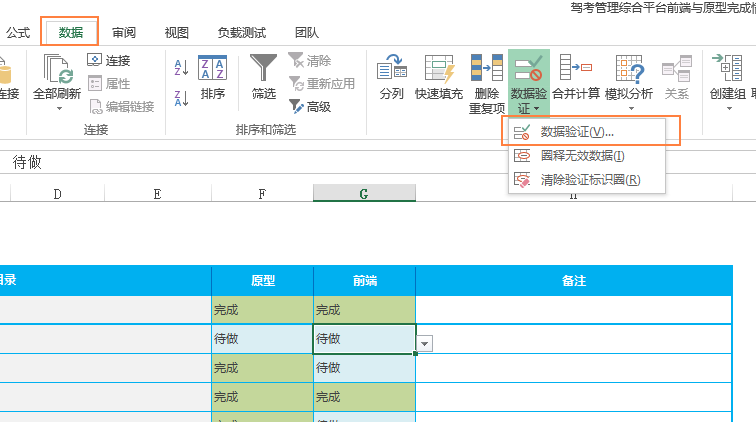 驾考管理综合平台前端与原型完成情
公式 数据 审阅 视图 负载测试 团队
连接 全部刷新 连接 属性 编辑链接
排序 筛选 清除 重新应用 高级
分列 快速填充 删除重复项 数据验证 合并计算 模拟分析 关系 创建组
连接 排序和筛选
数据验证(V)...
圈释无效数据(I)
清除验证标识圈(R)
待做
D E F G H
目录 原型 前端 备注
完成 完成
待做 待做
完成 待做
完成 完成